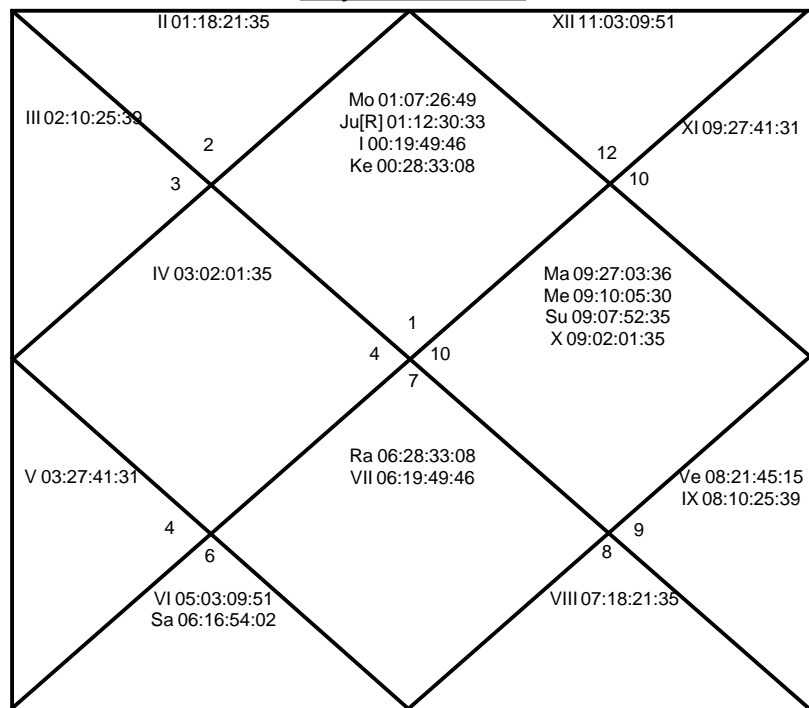 II 01:18:21:35
XII 11:03:09:51
Mo 01:07:26:49
Ju[R] 01:12:30:33
I 00:19:49:46
Ke 00:28:33:08
III 02:10:25:39
XI 09:27:41:31
2
12
3
10
IV 03:02:01:35
Ma 09:27:03:36
Me 09:10:05:30
Su 09:07:52:35
X 09:02:01:35
1
4
10
7
Ra 06:28:33:08
VII 06:19:49:46
V 03:27:41:31
Ve 08:21:45:15
IX 08:10:25:39
4
9
6
8
VI 05:03:09:51
Sa 06:16:54:02
VIII 07:18:21:35